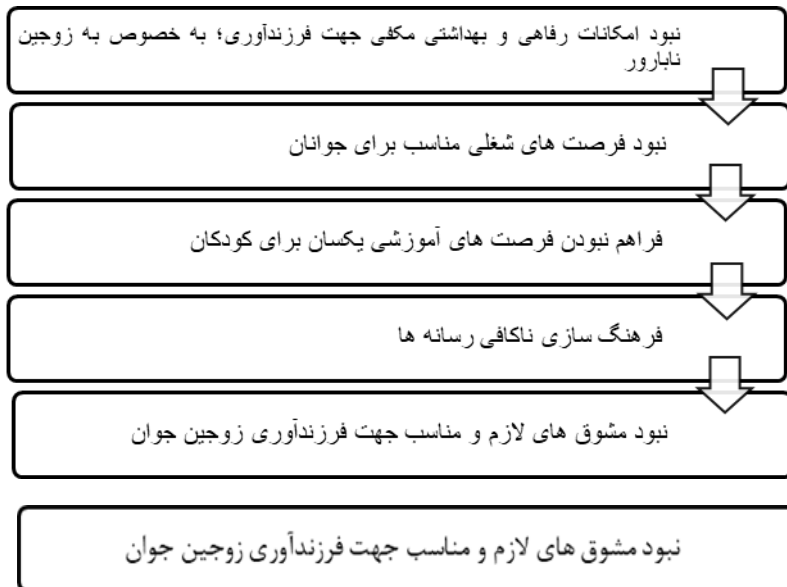 نبود امکانات رفاهی و بهداشتی مکفی جهت فرزندآوری؛ به خصوص به زوجین
نابارور
نبود فرصت های شغلی مناسب برای جوانان
فراهم نبودن فرصت های آموزشی یکسان برای کودکان
فرهنگ سازی ناکافی رسانه ها
نبود مشوق های لازم و مناسب جهت فرزندآوری زوجین جوان
نبود مشوق های لازم و مناسب جهت فرزندآوری زوجین جوان